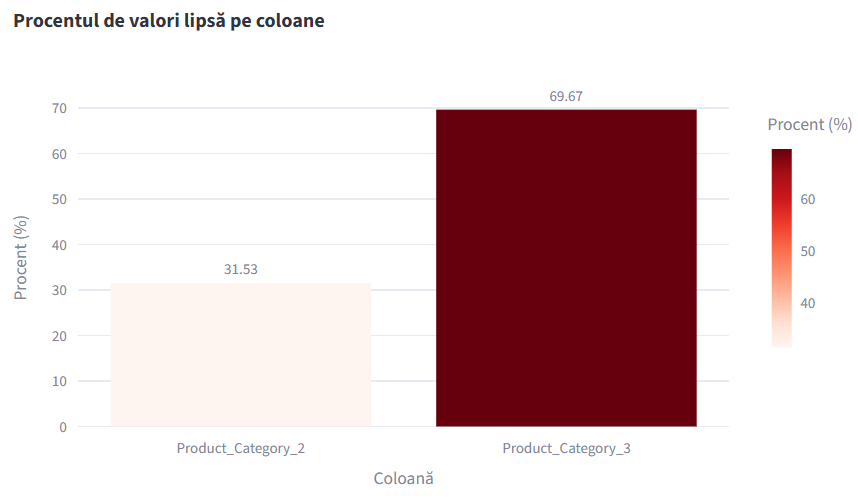 Procentul de valori lipsă pe coloane
69.67
31.53
70
60
50
40
30
20
10
0
Procent (%)
Product_Category_2
Product_Category_3
Coloană
Procent (%)
60
50
40